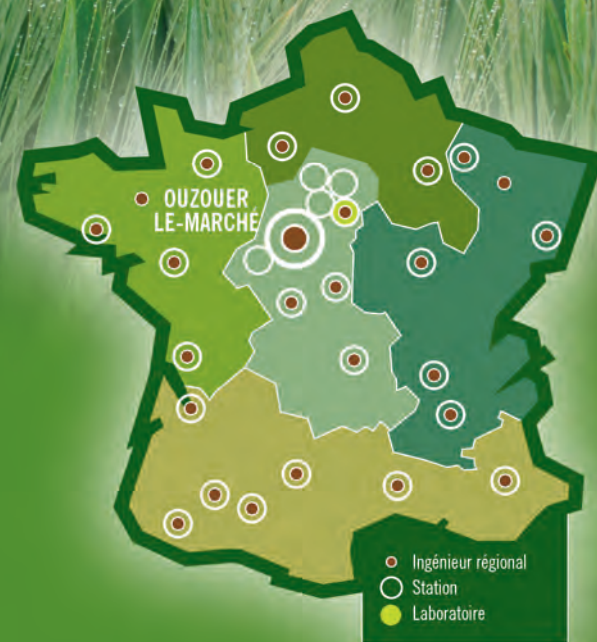 OUZOUER
LE-MARCHÉ
Ingénieur régional
Station
Laboratoire